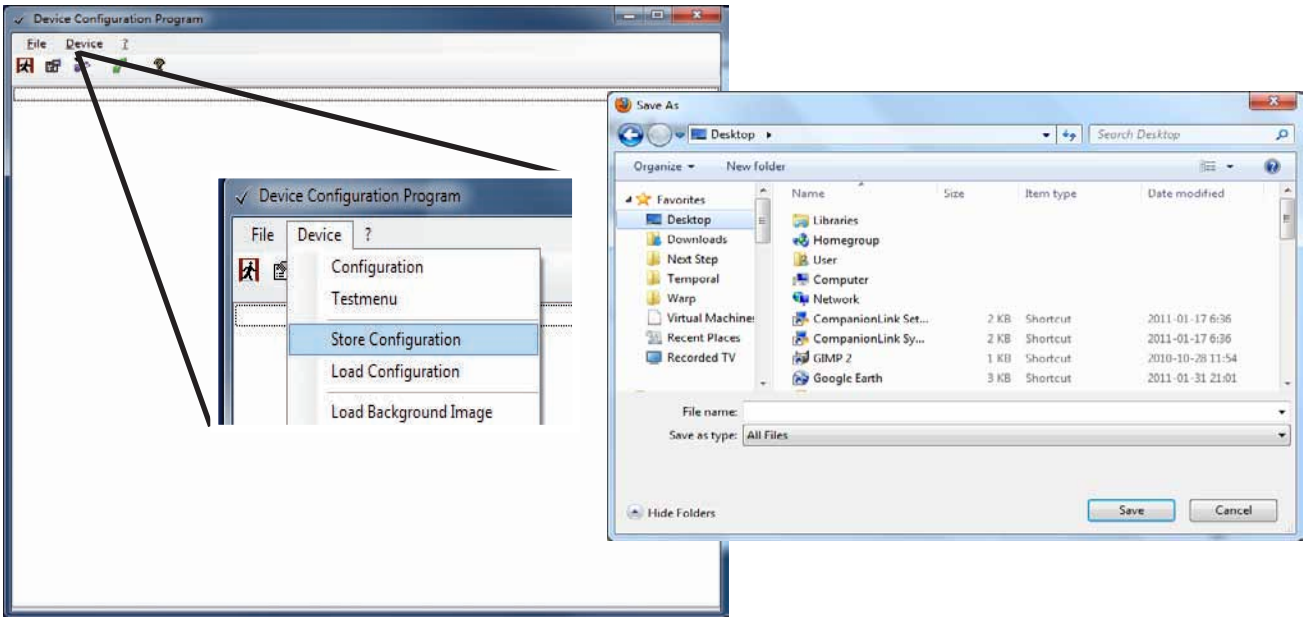 Device Configuration Program
File Device ?
Device Configuration Program
File Device ?
Configuration
Testmenu
Store Configuration
Load Configuration
Load Background Image
Save As
Desktop
Search Desktop
Organize New folder
Favorites
Desktop
Downloads
Next Step
Temporal
Warp
Virtual Machines
Recent Places
Recorded TV
Name Size Item type Date modified
Libraries
Homegroup
User
Computer
Network
CompanionLink Set... 2 KB Shortcut 2011-01-17 6:36
CompanionLink Sy... 2 KB Shortcut 2011-01-17 6:36
GIMP 2 1 KB Shortcut 2010-10-28 11:54
Google Earth 3 KB Shortcut 2011-01-31 21:01
File name:
Save as type: All Files
Hide Folders
Save Cancel